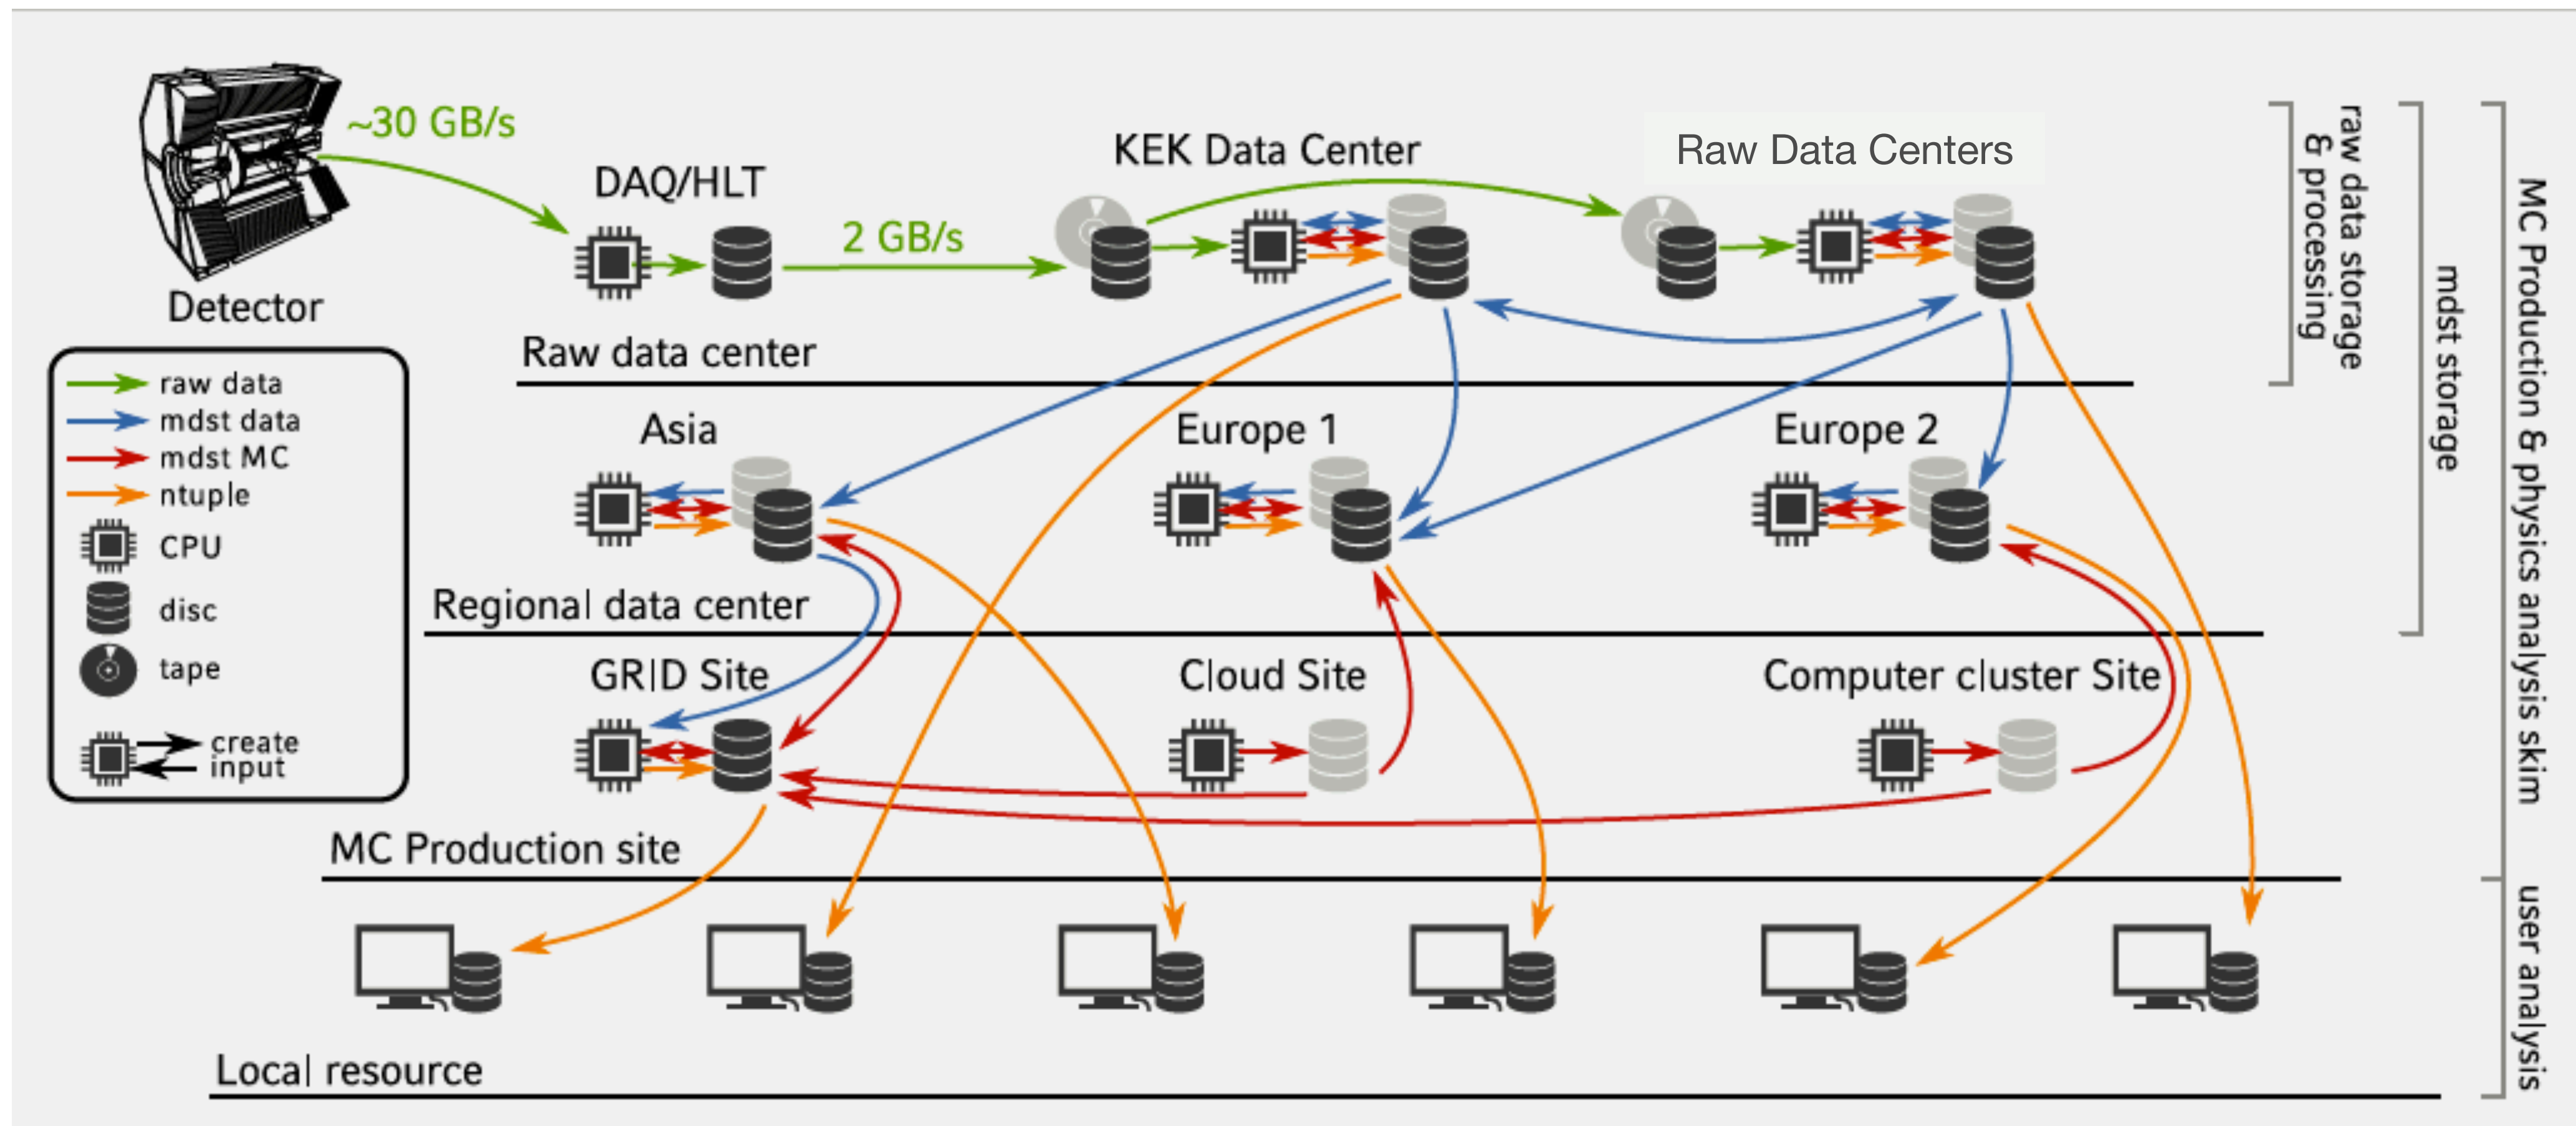 ~30 GB/s
DAQ/HLT
2 GB/s
KEK Data Center
Raw Data Centers
Detector
Raw data center
raw data
mdst data
mdst MC
ntuple
CPU
disc
tape
create
input
Asia
Europe 1
Europe 2
Regional data center
GRID Site
Cloud Site
Computer cluster Site
MC Production site
Local resource
raw data storage
& processing
mdst storage
MC Production & physics analysis skim
user analysis